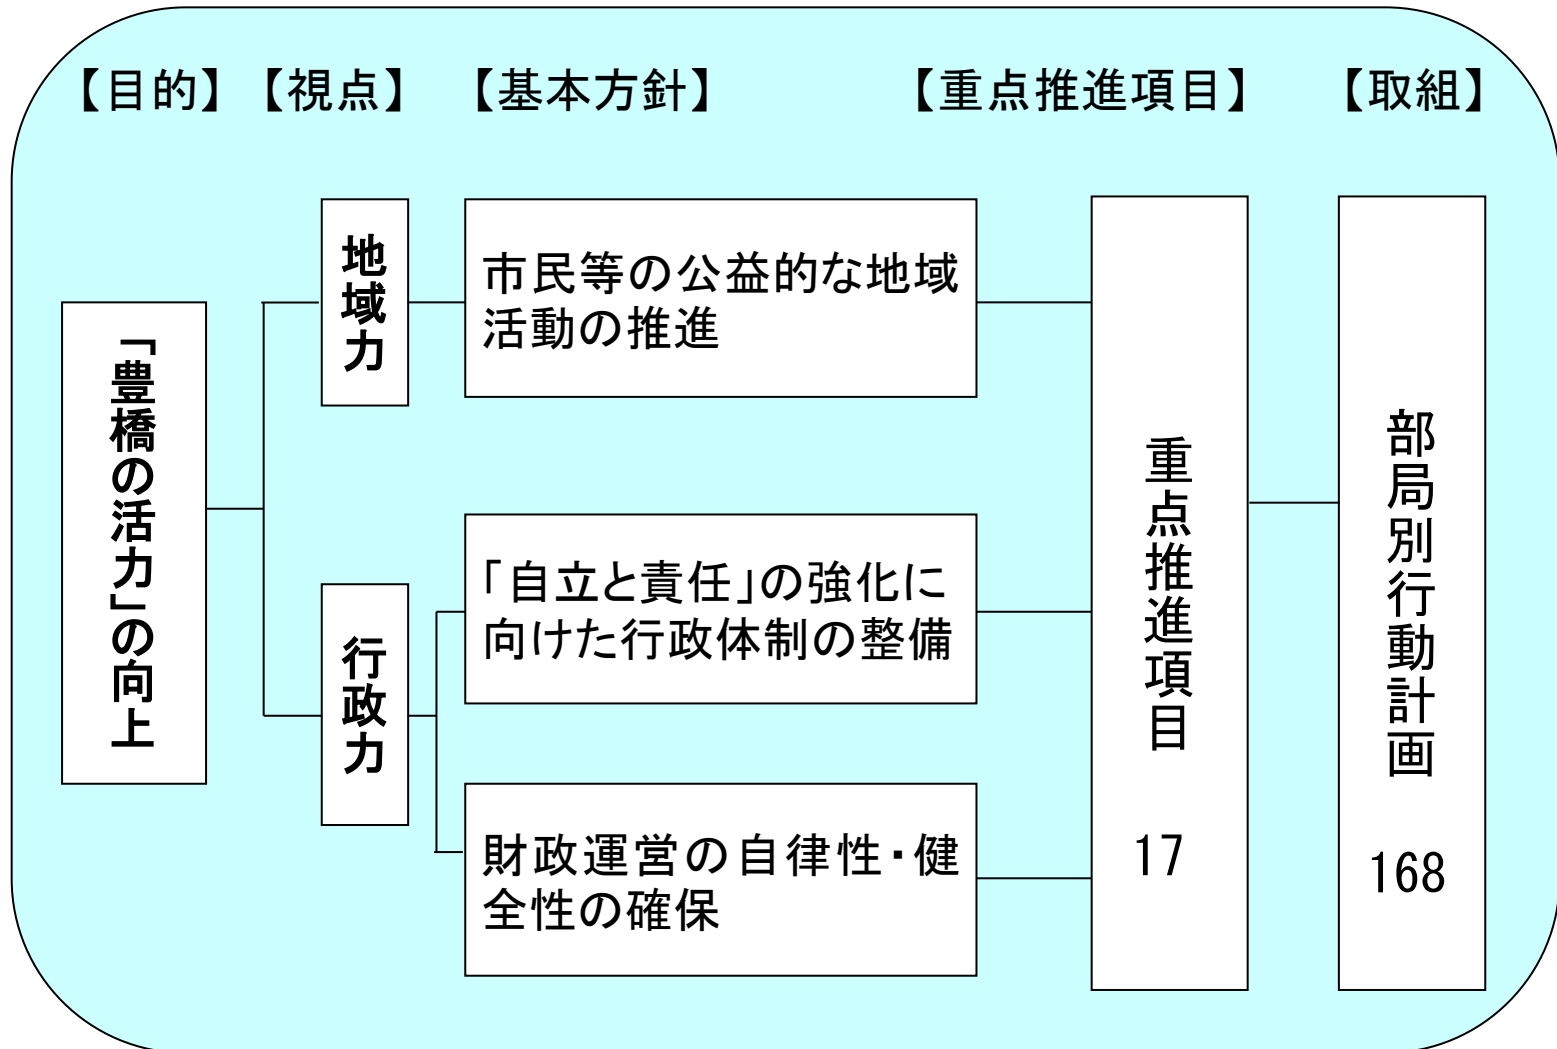 【目的】【視点】 【基本方針】 【重点推進項目】 【取組】
「豊橋の活力」の向上
地域力
市民等の公益的な地域
活動の推進
行政力
「自立と責任」の強化に
向けた行政体制の整備
財政運営の自律性・健
全性の確保
重点推進項目
17
部局別行動計画
168